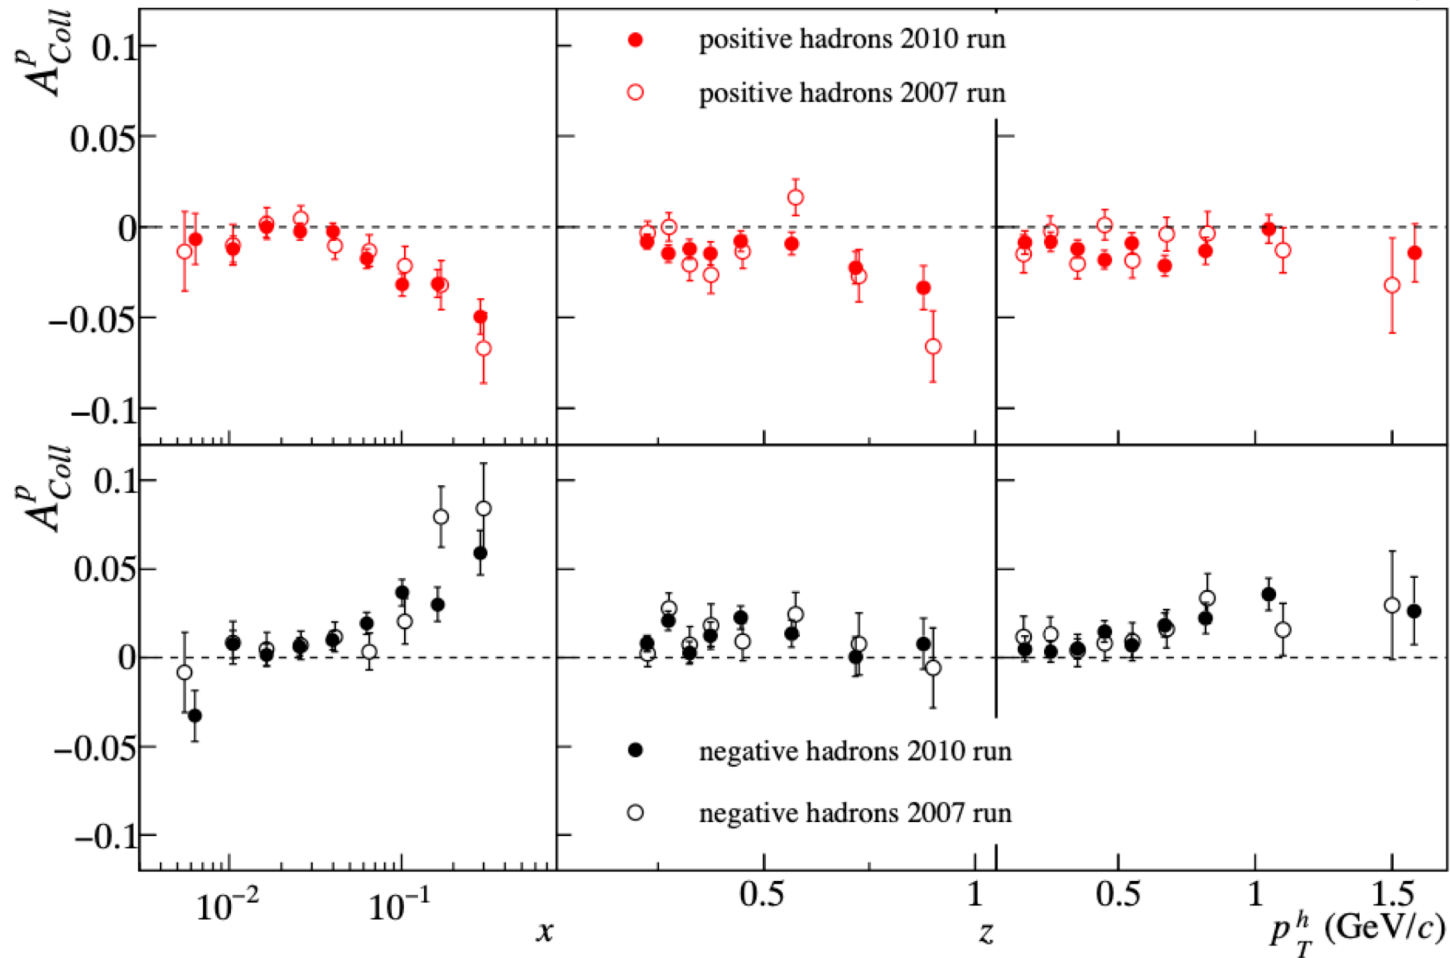 A^p_Coll
0.1
0.05
0
−0.05
−0.1
positive hadrons 2010 run
positive hadrons 2007 run
A^p_Coll
0.1
0.05
0
−0.05
−0.1
negative hadrons 2010 run
negative hadrons 2007 run
10^−2 10^−1 0.5 1 0.5 1 1.5
x z p_T^h (GeV/c)